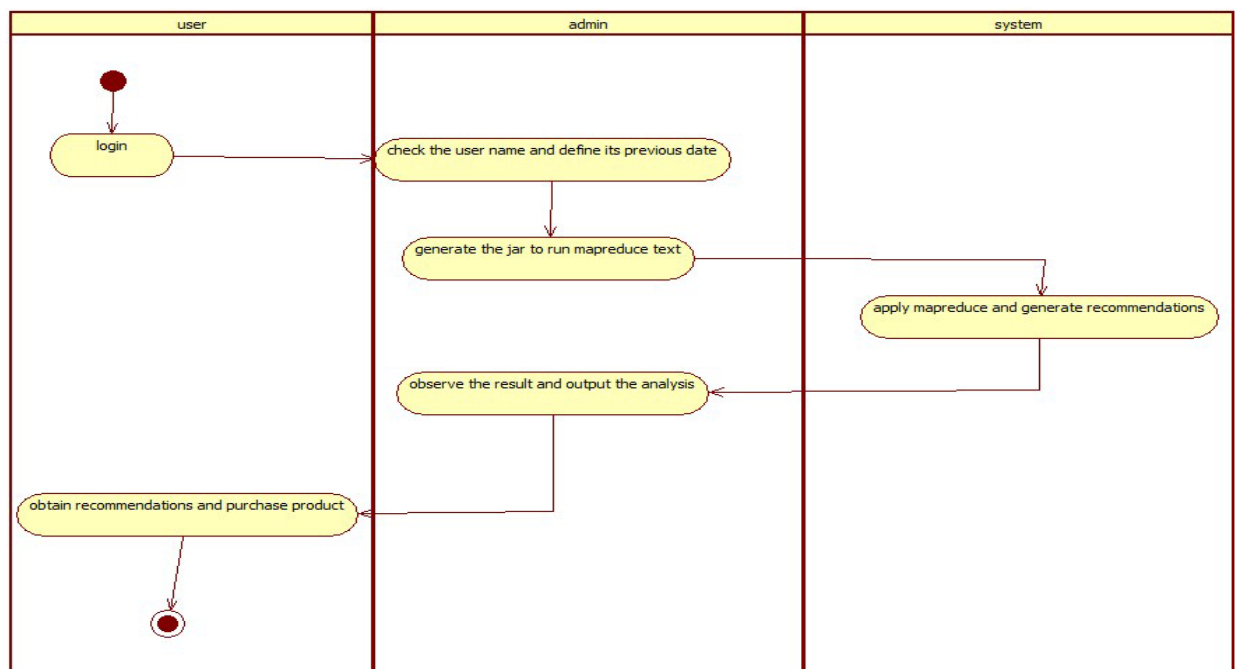 user
admin
system
login
check the user name and define its previous date
generate the jar to run mapreduce text
apply mapreduce and generate recommendations
observe the result and output the analysis
obtain recommendations and purchase product